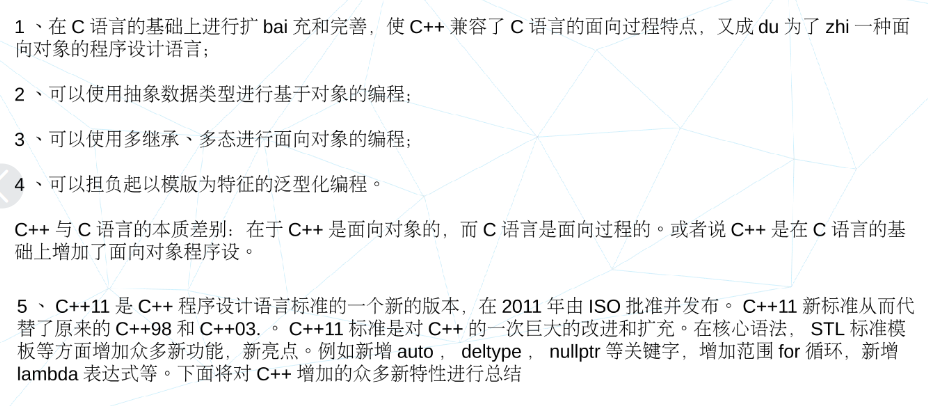 1 、在 C 语言的基础上进行扩 bai 充和完善，使 C++ 兼容了 C 语言的面向过程特点，又成 du 为了 zhi 一种面
向对象的程序设计语言；
2 、可以使用抽象数据类型进行基于对象的编程；
3 、可以使用多继承、多态进行面向对象的编程；
4 、可以担负起以模版为特征的泛型化编程。
C++ 与 C 语言的本质差别：在于 C++ 是面向对象的，而 C 语言是面向过程的。或者说 C++ 是在 C 语言的基
础上增加了面向对象程序设。
5 、 C++11 是 C++ 程序设计语言标准的一个新的版本，在 2011 年由 ISO 批准并发布。 C++11 新标准从而代
替了原来的 C++98 和 C++03. 。 C++11 标准是对 C++ 的一次巨大的改进和扩充。在核心语法， STL 标准模
板等方面增加众多新功能，新亮点。例如新增 auto ， deltype ， nullptr 等关键字，增加范围 for 循环，新增
lambda 表达式等。下面将对 C++ 增加的众多新特性进行总结